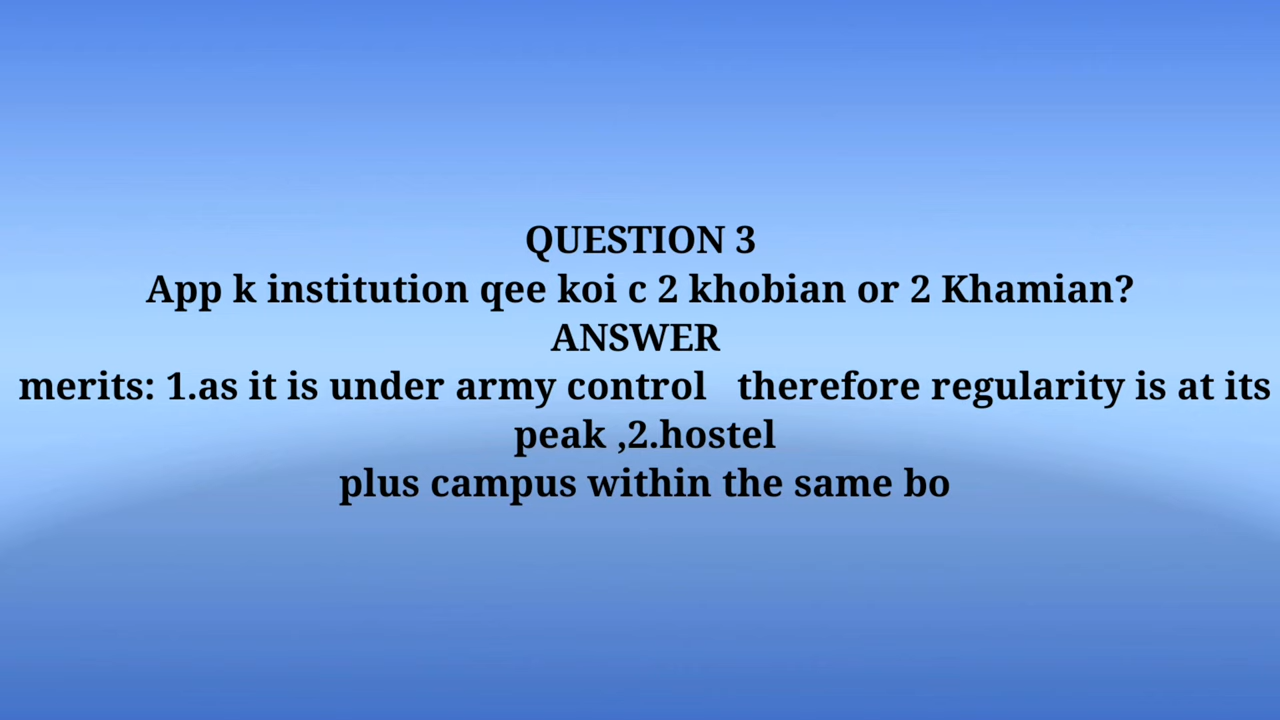 QUESTION 3
App k institution qee koi c 2 khobian or 2 Khamian?
ANSWER
merits: 1.as it is under army control therefore regularity is at its
peak ,2.hostel
plus campus within the same bo